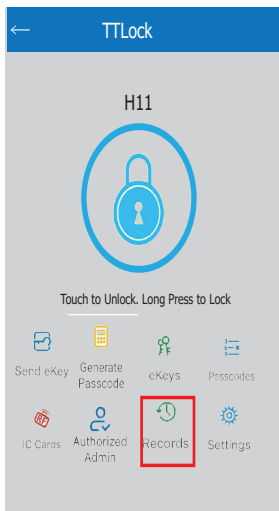 TTLock
H11
Touch to Unlock. Long Press to Lock
Send eKey
Generate
Passcode
eKeys
Passcodes
IC Cards
Authorized
Admin
Records
Settings